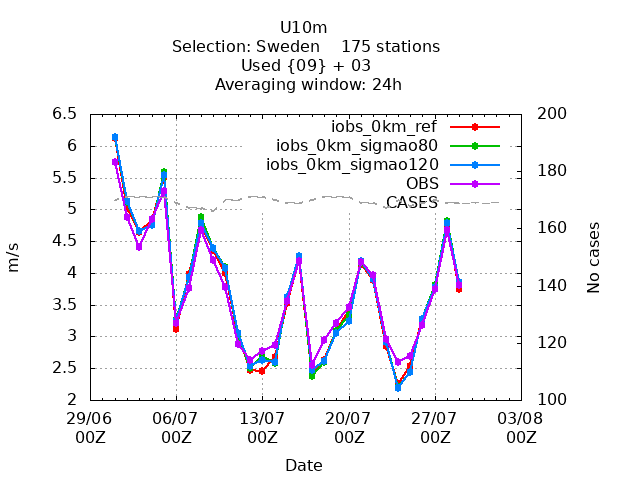 U10m
Selection: Sweden    175 stations
Used {09} + 03
Averaging window: 24h
iobs_0km_ref
iobs_0km_sigmao80
iobs_0km_sigmao120
OBS
CASES
6.5
6
5.5
5
4.5
4
3.5
3
2.5
2
m/s
200
180
160
140
120
100
No cases
29/06 06/07 13/07 20/07 27/07 03/08
00Z 00Z 00Z 00Z 00Z 00Z
Date